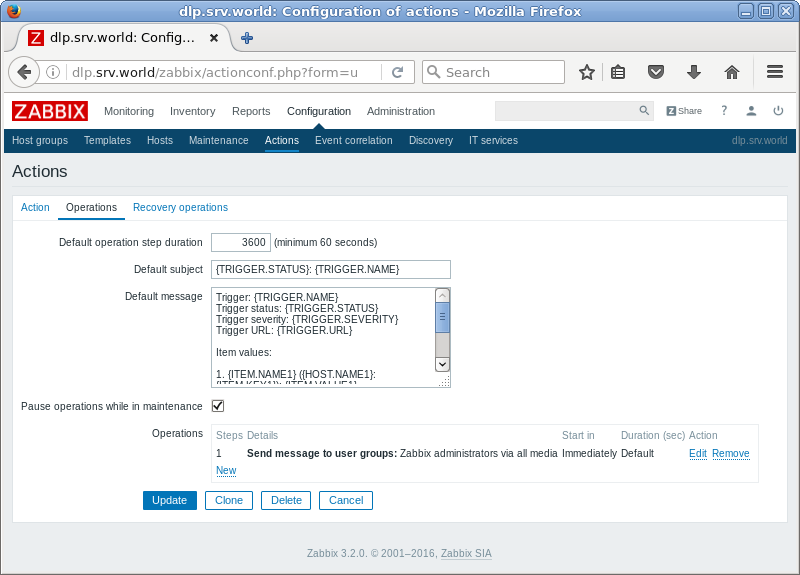 dlp.srv.world: Configuration of actions - Mozilla Firefox
Z dlp.srv.world: Config...
dlp.srv.world/zabbix/actionconf.php?form=u
Search
ZABBIX
Monitoring Inventory Reports Configuration Administration
Z Share ?
Host groups Templates Hosts Maintenance Actions Event correlation Discovery IT services dlp.srv.world
Actions
Action Operations Recovery operations
Default operation step duration 3600 (minimum 60 seconds)
Default subject {TRIGGER.STATUS}: {TRIGGER.NAME}
Default message Trigger: {TRIGGER.NAME}
Trigger status: {TRIGGER.STATUS}
Trigger severity: {TRIGGER.SEVERITY}
Trigger URL: {TRIGGER.URL}
Item values:
1. {ITEM.NAME1} ({HOST.NAME1}:
{ITEM.KEY1}): {ITEM.VALUE1}
Pause operations while in maintenance
Operations
Steps Details Start in Duration (sec) Action
1 Send message to user groups: Zabbix administrators via all media Immediately Default Edit Remove
New
Update Clone Delete Cancel
Zabbix 3.2.0. © 2001–2016, Zabbix SIA